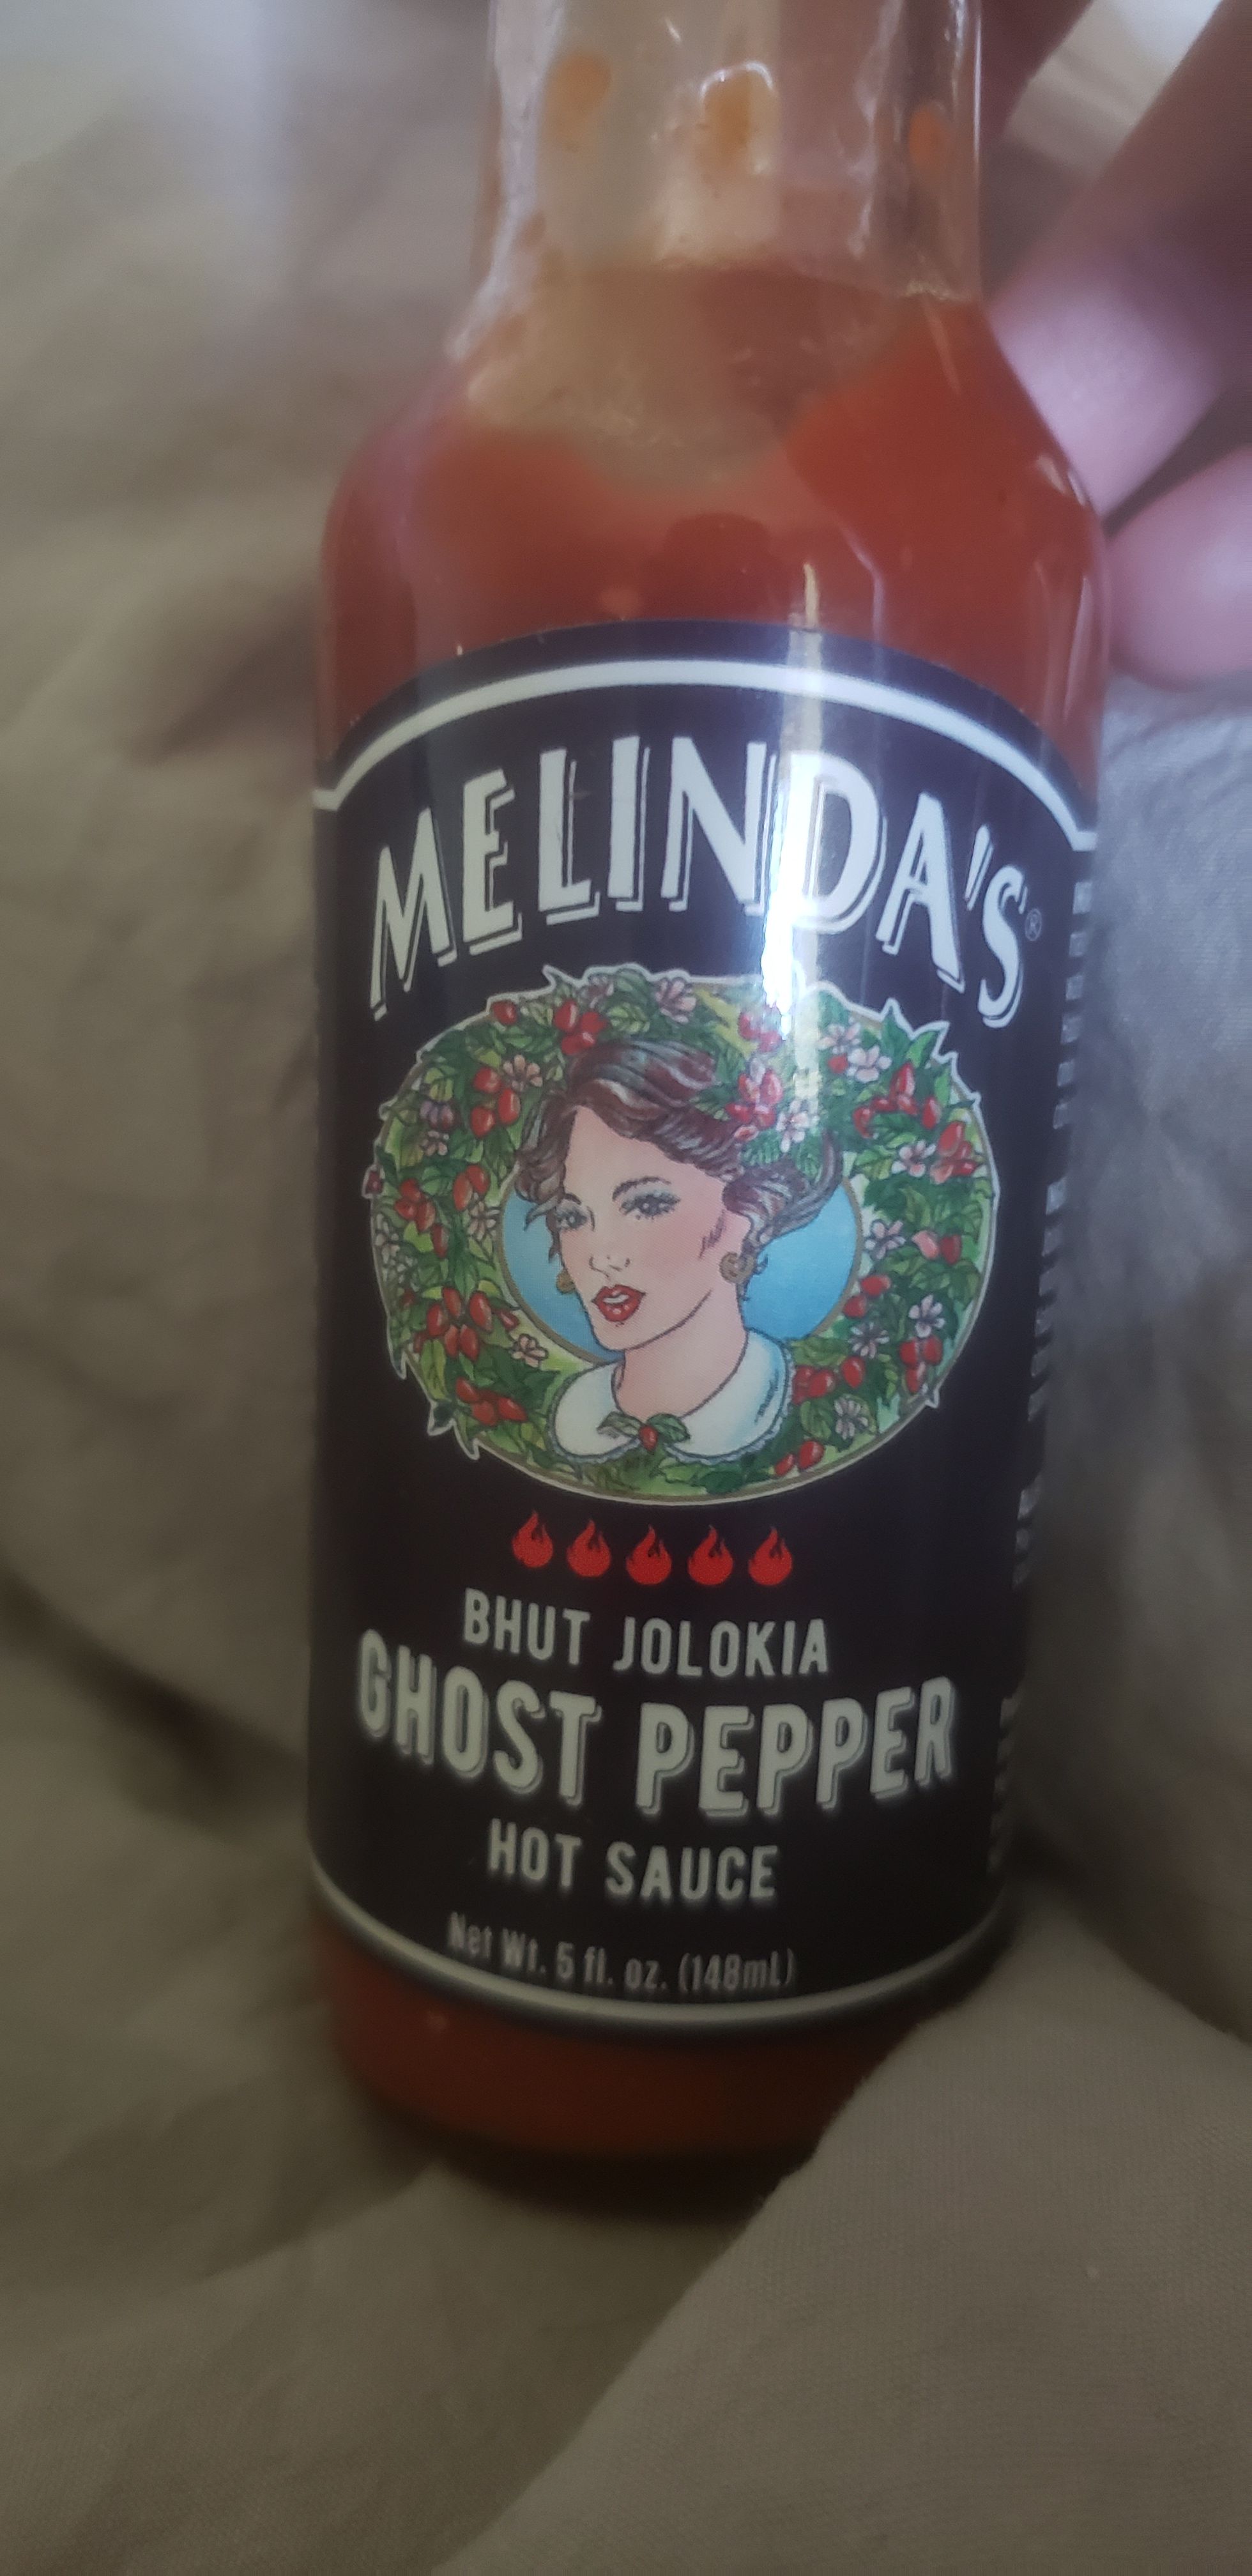 MELINDA'S®
BHUT JOLOKIA
GHOST PEPPER
HOT SAUCE
Net Wt. 5 fl. oz. (148mL)